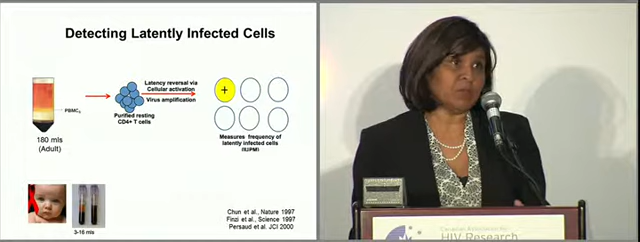 Detecting Latently Infected Cells
Latency reversal via
Cellular activation
Virus amplification
PBMCs
Purified resting
CD4+ T cells
+
180 mls
(Adult)
Measures frequency of
latently infected cells
(IUPM)
3-16 mls
Chun et al., Nature 1997
Finzi et al., Science 1997
Persaud et al. JCI 2000
HIV Research